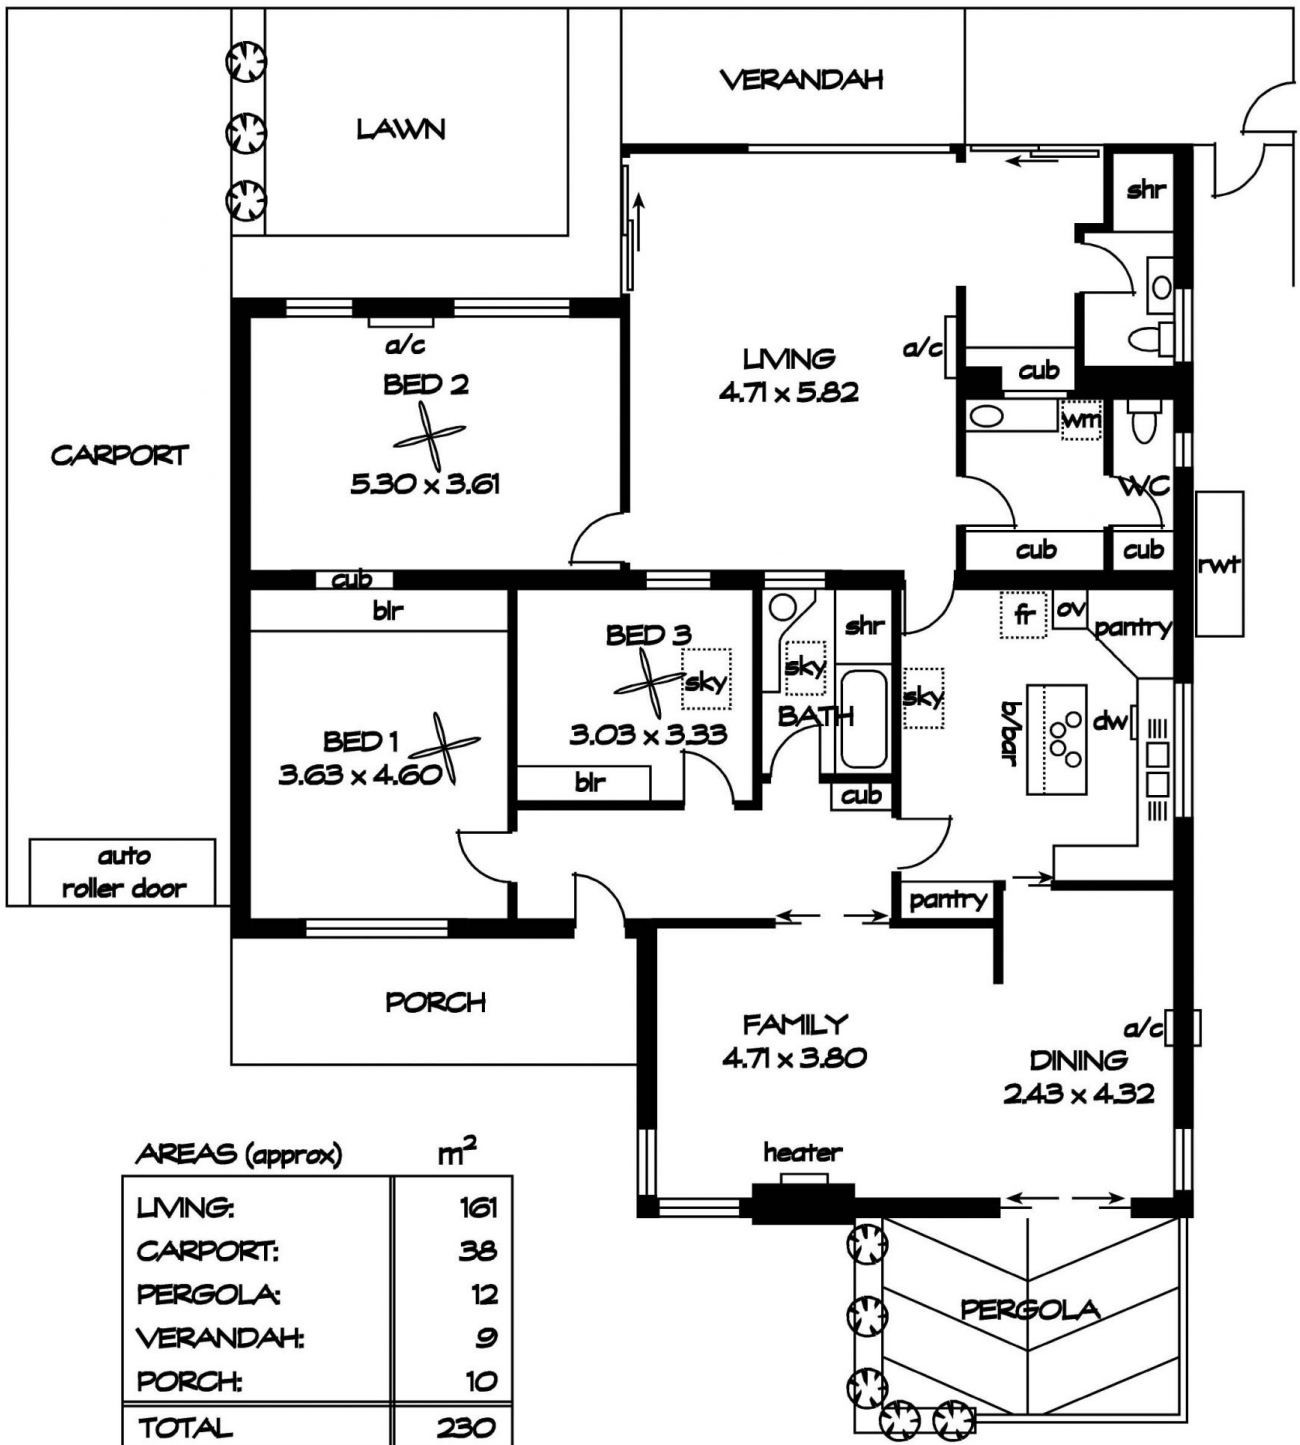 VERANDAH
LAWN
shr
a/c
BED 2
5.30 x 3.61
LIVING
4.71 x 5.82
a/c
cub
wm
WC
CARPORT
cub
cub
rwt
cub
blr
BED 3
sky
3.03 x 3.33
blr
shr
sky
BATH
cub
fr
ov
pantry
sky
b/bar
dw
BED 1
3.63 x 4.60
auto
roller door
pantry
PORCH
FAMILY
4.71 x 3.80
a/c
DINING
2.43 x 4.32
heater
PERGOLA
AREAS (approx) m²
LIVING: 161
CARPORT: 38
PERGOLA: 12
VERANDAH: 9
PORCH: 10
TOTAL 230